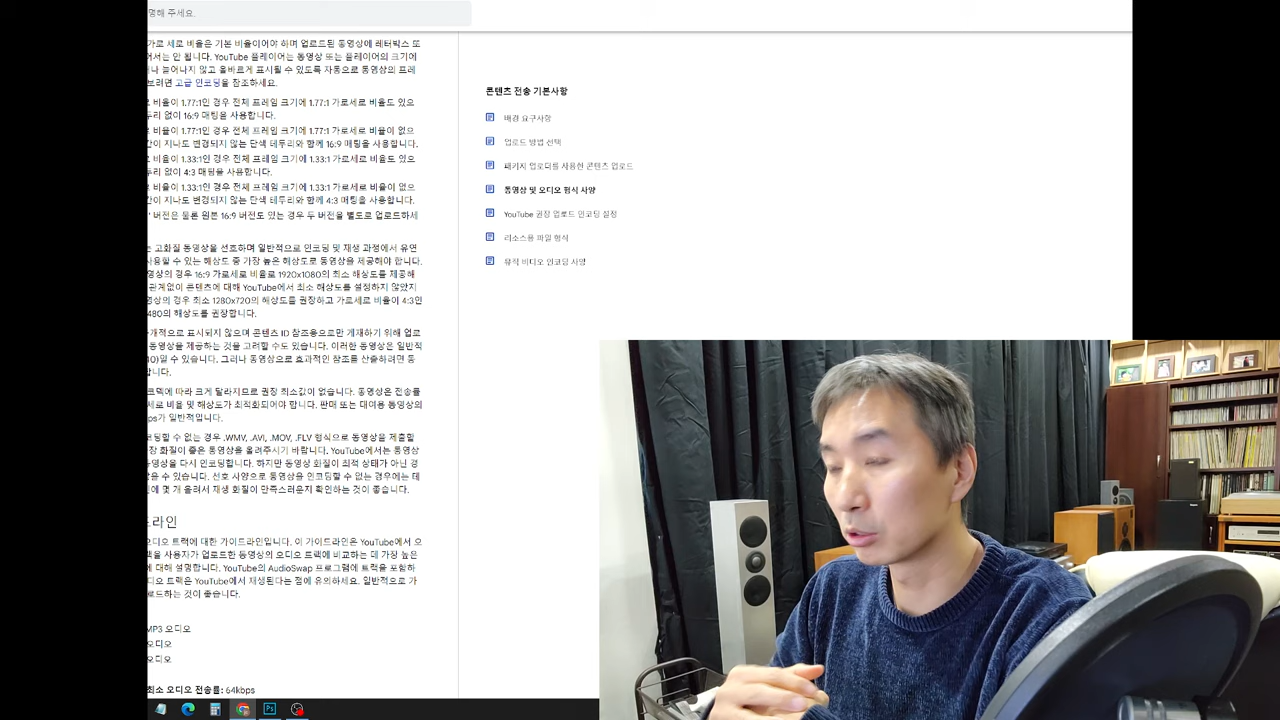 명해 주세요.
가로 세로 비율은 기본 비율이어야 하며 업로드된 동영상에 레터박스 또
어서는 안 됩니다. YouTube 플레이어는 동영상 또는 플레이어의 크기에
나 늘어나지 않고 올바르게 표시될 수 있도록 자동으로 동영상의 프레
보려면 고급 인코딩을 참조하세요.
로 비율이 1.77:1인 경우 전체 프레임 크기에 1.77:1 가로세로 비율도 있으
두리 없이 16:9 매팅을 사용합니다.
로 비율이 1.77:1인 경우 전체 프레임 크기에 1.77:1 가로세로 비율이 없으
간이 지나도 변경되지 않는 단색 테두리와 함께 16:9 매팅을 사용합니다.
로 비율이 1.33:1인 경우 전체 프레임 크기에 1.33:1 가로세로 비율도 있으
두리 없이 4:3 매팅을 사용합니다.
로 비율이 1.33:1인 경우 전체 프레임 크기에 1.33:1 가로세로 비율이 없으
간이 지나도 변경되지 않는 단색 테두리와 함께 4:3 매팅을 사용합니다.
' 버전은 물론 원본 16:9 버전도 있는 경우 두 버전을 별도로 업로드하세
는 고화질 동영상을 선호하며 일반적으로 인코딩 및 재생 과정에서 유연
사용할 수 있는 해상도 중 가장 높은 해상도로 동영상을 제공해야 합니다.
영상의 경우 16:9 가로세로 비율로 1920x1080의 최소 해상도를 제공해
관계없이 콘텐츠에 대해 YouTube에서 최소 해상도를 설정하지 않았지
영상의 경우 최소 1280x720의 해상도를 권장하고 가로세로 비율이 4:3인
480의 해상도를 권장합니다.
개적으로 표시되지 않으며 콘텐츠 ID 참조용으로만 게재하기 위해 업로
동영상을 제공하는 것을 고려할 수도 있습니다. 이러한 동영상은 일반적
0)일 수 있습니다. 그러나 동영상으로 효과적인 참조를 산출하려면 동
합니다.
코덱에 따라 크게 달라지므로 권장 최소값이 없습니다. 동영상은 전송률
세로 비율 및 해상도가 최적화되어야 합니다. 판매 또는 대여용 동영상의
ps가 일반적입니다.
코딩할 수 없는 경우 .WMV, .AVI, .MOV, .FLV 형식으로 동영상을 제출할
장 화질이 좋은 동영상을 올려주시기 바랍니다. YouTube에서는 동영상
동영상을 다시 인코딩합니다. 하지만 동영상 화질이 최적 상태가 아닌 경
않을 수 있습니다. 선호 사양으로 동영상을 인코딩할 수 없는 경우에는 테
인에 몇 개 올려서 재생 화질이 만족스러운지 확인하는 것이 좋습니다.
라인
오디오 트랙에 대한 가이드라인입니다. 이 가이드라인은 YouTube에서 오
랙을 사용자가 업로드한 동영상의 오디오 트랙에 비교하는 데 가장 높은
에 대해 설명합니다. YouTube의 AudioSwap 프로그램에 트랙을 포함하
디오 트랙은 YouTube에서 재생된다는 점에 유의하세요. 일반적으로 가
로드하는 것이 좋습니다.
MP3 오디오
오디오
오디오
최소 오디오 전송률: 64kbps
콘텐츠 전송 기본사항
배경 요구사항
업로드 방법 선택
패키지 업로더를 사용한 콘텐츠 업로드
동영상 및 오디오 형식 사양
YouTube 권장 업로드 인코딩 설정
리소스용 파일 형식
뮤직 비디오 인코딩 사양
Ps